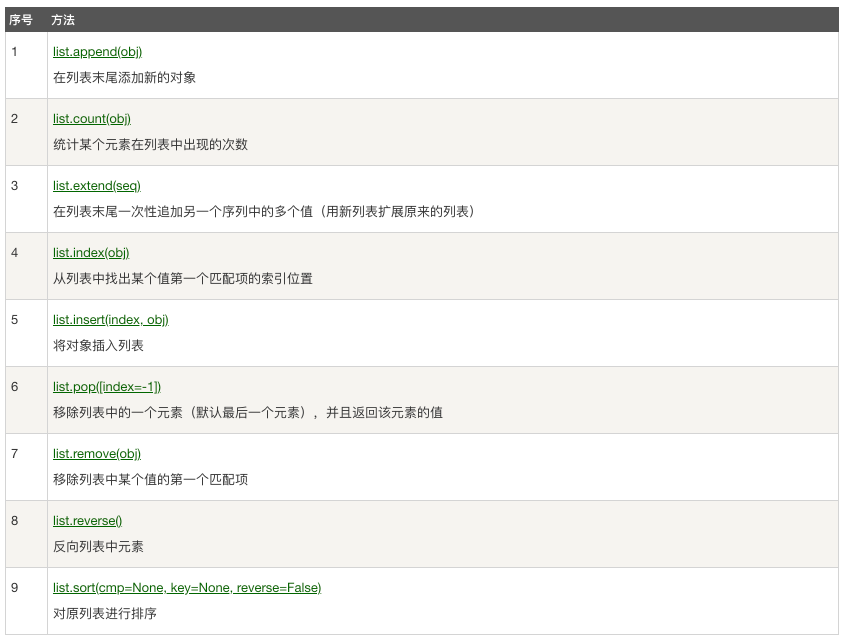 序号 方法
1 list.append(obj)
在列表末尾添加新的对象
2 list.count(obj)
统计某个元素在列表中出现的次数
3 list.extend(seq)
在列表末尾一次性追加另一个序列中的多个值（用新列表扩展原来的列表）
4 list.index(obj)
从列表中找出某个值第一个匹配项的索引位置
5 list.insert(index, obj)
将对象插入列表
6 list.pop([index=-1])
移除列表中的一个元素（默认最后一个元素），并且返回该元素的值
7 list.remove(obj)
移除列表中某个值的第一个匹配项
8 list.reverse()
反向列表中元素
9 list.sort(cmp=None, key=None, reverse=False)
对原列表进行排序